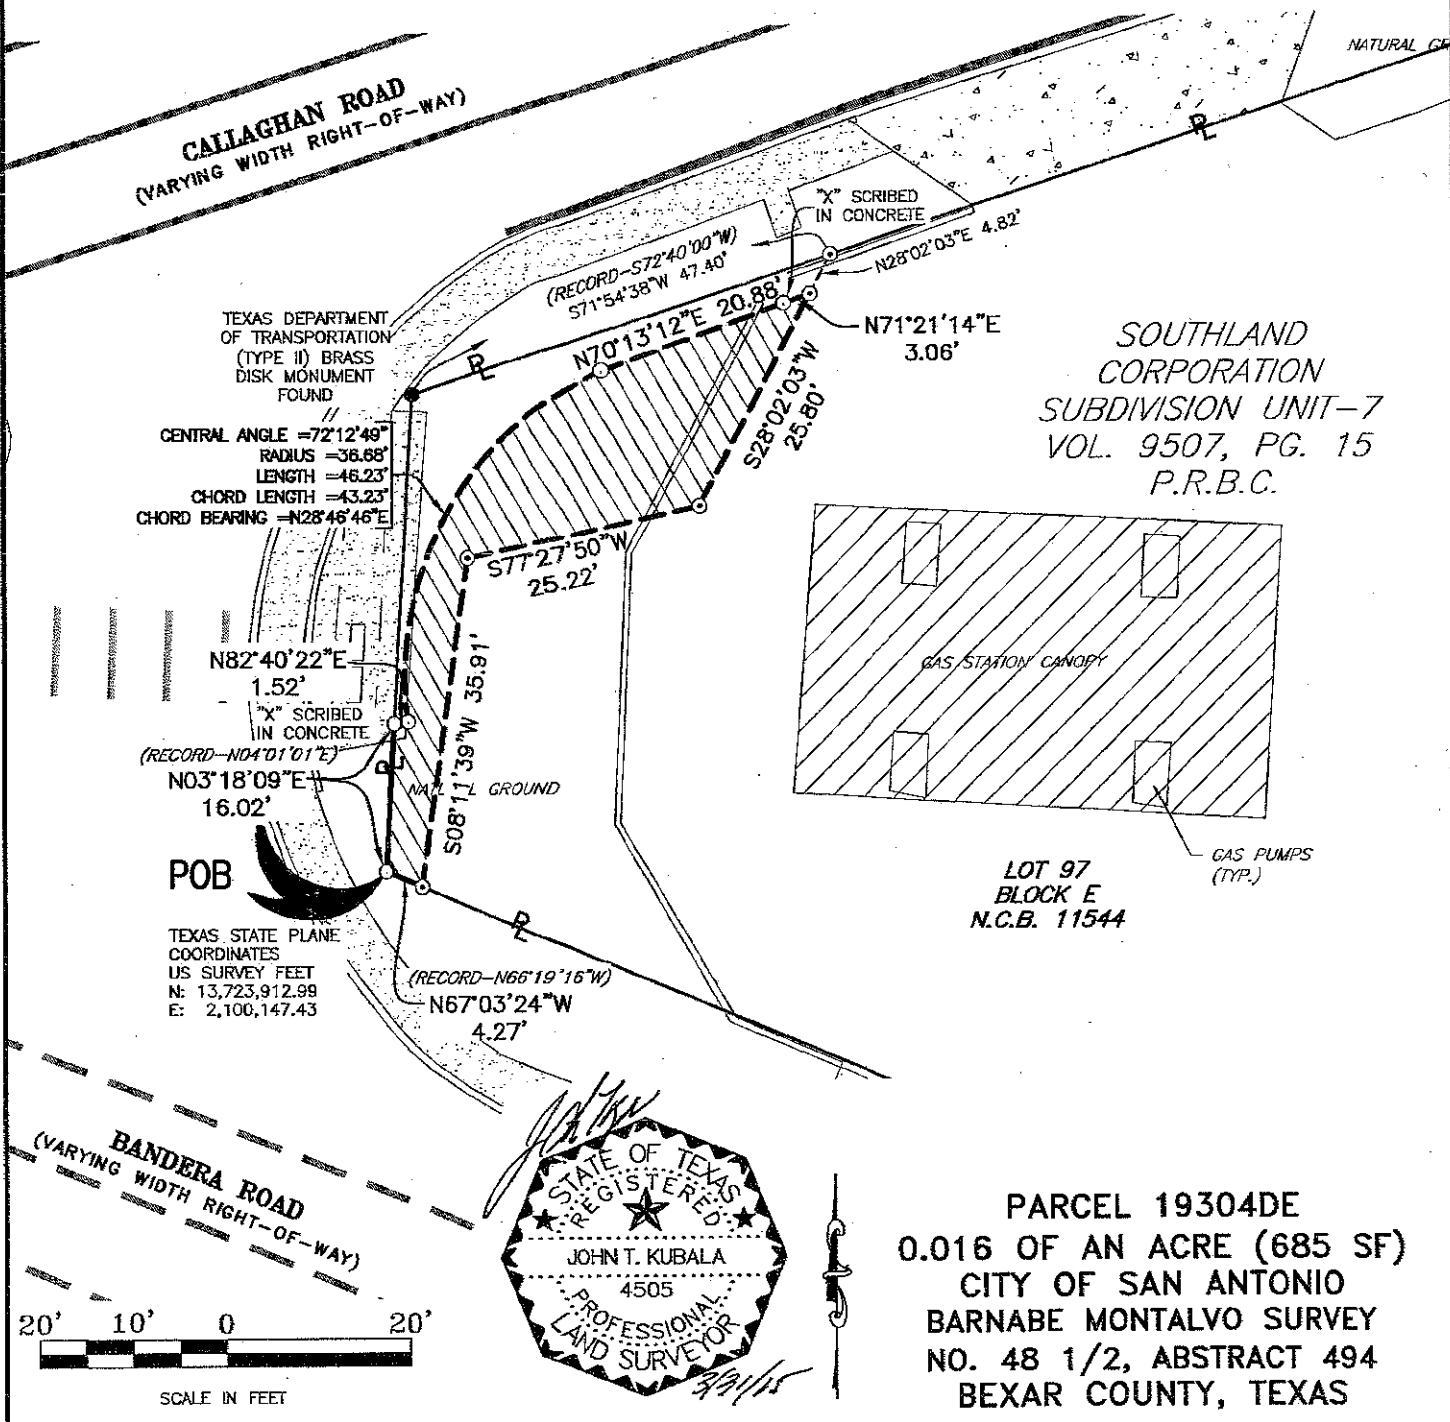 CALLAGHAN ROAD
(VARYING WIDTH RIGHT-OF-WAY)
NATURAL
"X" SCRIBED
IN CONCRETE
N28°02'03"E 4.82'
(RECORD-S72°40'00"W)
S71°54'38"W 47.40'
N70°13'12"E 20.88'
N71°21'14"E
3.06'
TEXAS DEPARTMENT
OF TRANSPORTATION
(TYPE II) BRASS
DISK MONUMENT
FOUND
PL
PL
SOUTHLAND
CORPORATION
SUBDIVISION UNIT-7
VOL. 9507, PG. 15
P.R.B.C.
S28°02'03"W
25.80'
CENTRAL ANGLE =72°12'49"
RADIUS =36.68'
LENGTH =46.23'
CHORD LENGTH =43.23'
CHORD BEARING =N28°46'46"E
S77°27'50"W
25.22'
GAS STATION CANOPY
N82°40'22"E
1.52'
"X" SCRIBED
IN CONCRETE
(RECORD-N04°01'01"E)
N03°18'09"E
16.02'
PL
S08°11'39"W 35.91'
GROUND
POB
GAS PUMPS
(TYP.)
LOT 97
BLOCK E
N.C.B. 11544
PL
TEXAS STATE PLANE
COORDINATES
US SURVEY FEET
N: 13,723,912.99
E: 2,100,147.43
(RECORD-N66°19'16"W)
N67°03'24"W
4.27'
BANDERA ROAD
(VARYING WIDTH RIGHT-OF-WAY)
STATE OF TEXAS
REGISTERED
JOHN T. KUBALA
4505
PROFESSIONAL
LAND SURVEYOR
3/31/15
20' 10' 0 20'
SCALE IN FEET
PARCEL 19304DE
0.016 OF AN ACRE (685 SF)
CITY OF SAN ANTONIO
BARNABE MONTALVO SURVEY
NO. 48 1/2, ABSTRACT 494
BEXAR COUNTY, TEXAS